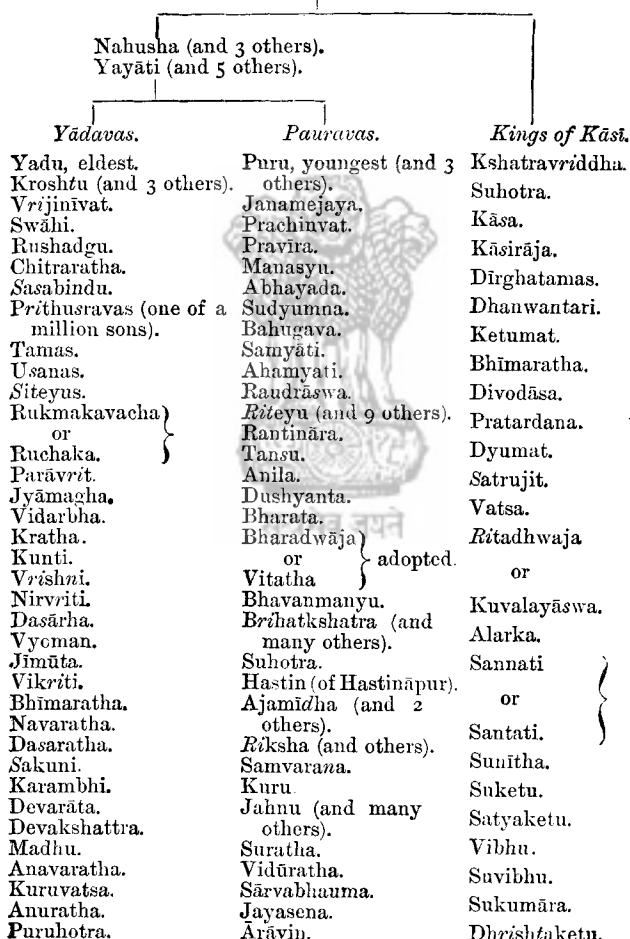 Nahusha (and 3 others).
Yayāti (and 5 others).
Yādavas.
Yadu, eldest.
Kroshtu (and 3 others).
Vrijinīvat.
Swāhi.
Rushadgu.
Chitraratha.
Sasabindu.
Prithusravas (one of a
million sons).
Tamas.
Usanas.
Siteyus.
Rukmakavacha
or
Ruchaka.
Parāvrit.
Jyāmagha.
Vidarbha.
Kratha.
Kunti.
Vrishni.
Nirvriti.
Dasārha.
Vyoman.
Jīmūta.
Vikriti.
Bhīmaratha.
Navaratha.
Dasaratha.
Sakuni.
Karambhi.
Devarāta.
Devakshattra.
Madhu.
Anavaratha.
Kuruvatsa.
Anuratha.
Puruhotra.
Pauravas.
Puru, youngest (and 3
others).
Janamejaya.
Prachinvat.
Pravīra.
Manasyu.
Abhayada.
Sudyumna.
Bahugava.
Samyāti.
Ahamyati.
Raudrāswa.
Riteyu (and 9 others).
Rantināra.
Tansu.
Anila.
Dushyanta.
Bharata.
Bharadwāja
or adopted.
Vitatha
Bhavanmanyu.
Brihatkshatra (and
many others).
Suhotra.
Hastin (of Hastināpur).
Ajamīdha (and 2
others).
Riksha (and others).
Samvarana.
Kuru.
Jahnu (and many
others).
Suratha.
Vidūratha.
Sārvabhauma.
Jayasena.
Ārāvin.
Kings of Kāsī.
Kshatravriddha.
Suhotra.
Kāsa.
Kāsirāja.
Dīrghatamas.
Dhanwantari.
Ketumat.
Bhīmaratha.
Divodāsa.
Pratardana.
Dyumat.
Satrujit.
Vatsa.
Ritadhwaja
or
Kuvalayāswa.
Alarka.
Sannati
or
Santati.
Sunītha.
Suketu.
Satyaketu.
Vibhu.
Suvibhu.
Sukumāra.
Dhrishtaketu.
सत्यमेव जयते